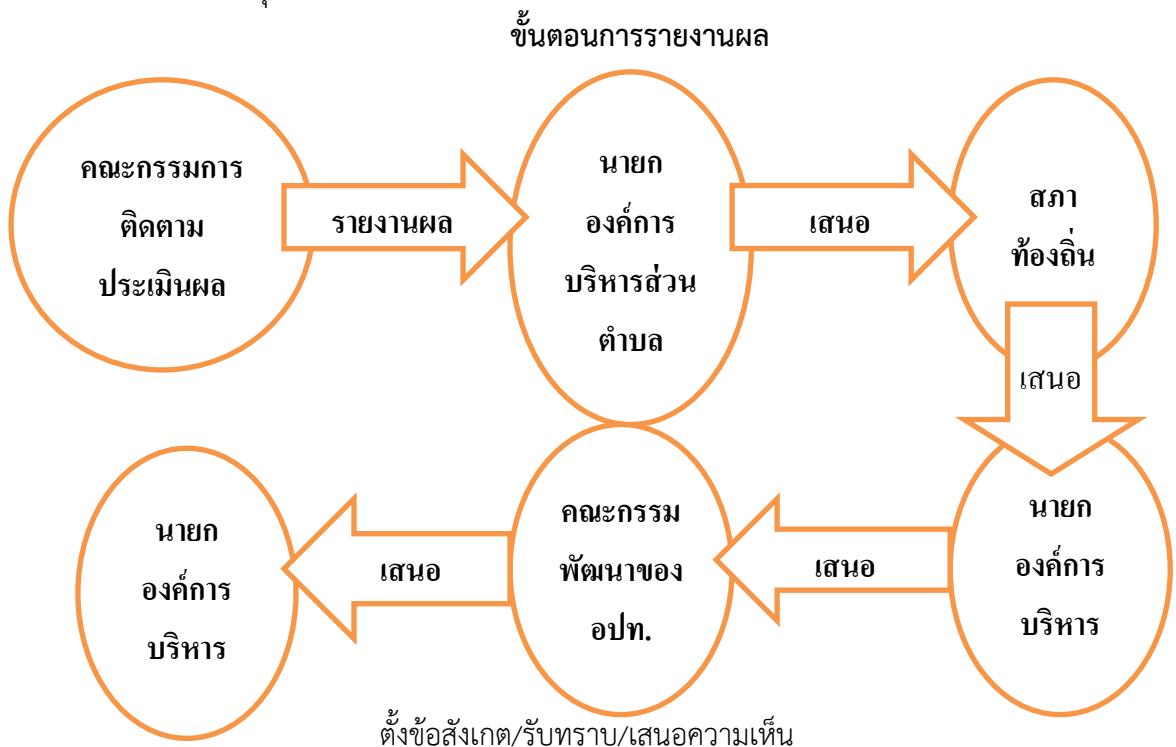 ขั้นตอนการรายงานผล
คณะกรรมการ
ติดตาม
ประเมินผล
รายงานผล
นายก
องค์การ
บริหารส่วน
ตำบล
เสนอ
สภา
ท้องถิ่น
เสนอ
นายก
องค์การ
บริหาร
เสนอ
คณะกรรม
พัฒนาของ
อปท.
เสนอ
นายก
องค์การ
บริหาร
ตั้งข้อสังเกต/รับทราบ/เสนอความเห็น